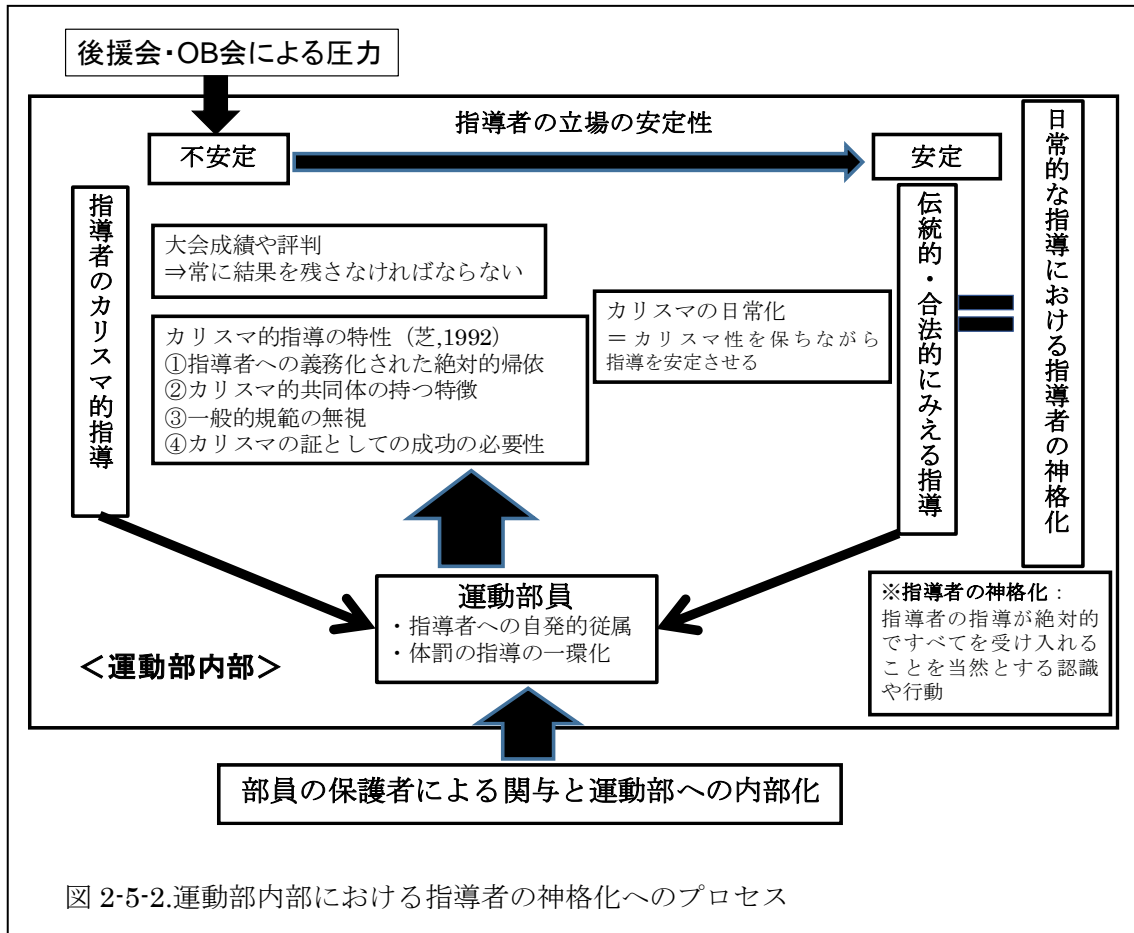 後援会・OB会による圧力
指導者の立場の安定性
不安定
安定
日常的な指導における指導者の神格化
指導者のカリスマ的指導
伝統的・合法的にみえる指導
大会成績や評判
⇒常に結果を残さなければならない
カリスマ的指導の特性（芝,1992）
①指導者への義務化された絶対的帰依
②カリスマ的共同体の持つ特徴
③一般的規範の無視
④カリスマの証としての成功の必要性
カリスマの日常化
＝カリスマ性を保ちながら
指導を安定させる
運動部員
・指導者への自発的従属
・体罰の指導の一環化
＜運動部内部＞
※指導者の神格化：
指導者の指導が絶対的
ですべてを受け入れる
ことを当然とする認識
や行動
部員の保護者による関与と運動部への内部化
図 2-5-2.運動部内部における指導者の神格化へのプロセス